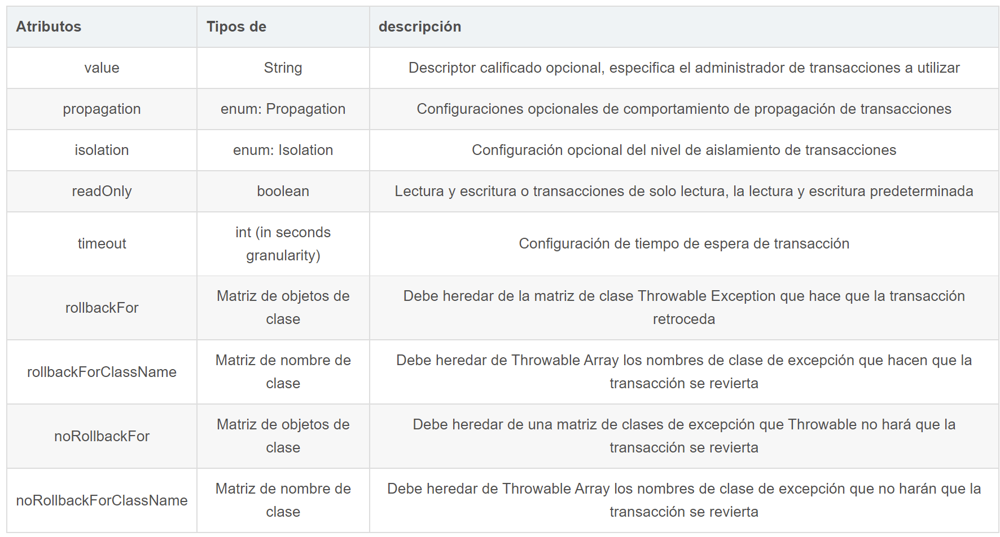 Atributos Tipos de descripción
value String Descriptor calificado opcional, especifica el administrador de transacciones a utilizar
propagation enum: Propagation Configuraciones opcionales de comportamiento de propagación de transacciones
isolation enum: Isolation Configuración opcional del nivel de aislamiento de transacciones
readOnly boolean Lectura y escritura o transacciones de solo lectura, la lectura y escritura predeterminada
timeout
int (in seconds
granularity)
Configuración de tiempo de espera de transacción
rollbackFor
Matriz de objetos de
clase
Debe heredar de la matriz de clase Throwable Exception que hace que la transacción
retroceda
rollbackForClassName
Matriz de nombre de
clase
Debe heredar de Throwable Array los nombres de clase de excepción que hacen que la
transacción se revierta
noRollbackFor
Matriz de objetos de
clase
Debe heredar de una matriz de clases de excepción que Throwable no hará que la
transacción se revierta
noRollbackForClassName
Matriz de nombre de
clase
Debe heredar de Throwable Array los nombres de clase de excepción que no harán que la
transacción se revierta